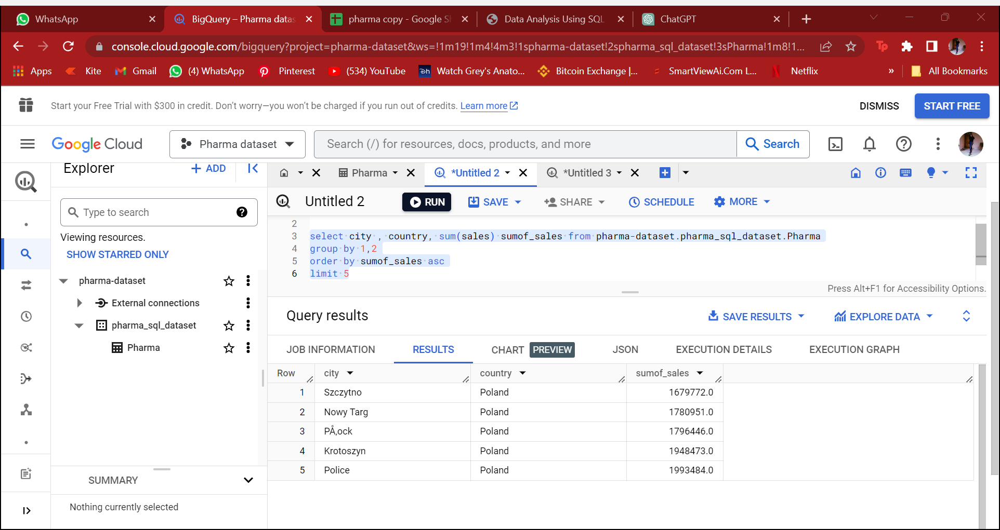 WhatsApp
BigQuery – Pharma datas
pharma copy - Google Sh
Data Analysis Using SQL
ChatGPT
console.cloud.google.com/bigquery?project=pharma-dataset&ws=!1m19!1m4!4m3!1spharma-dataset!2spharma_sql_dataset!3sPharma!1m8!1...
Tp
Apps
Kite
Gmail
(4) WhatsApp
Pinterest
(534) YouTube
Watch Grey's Anato...
Bitcoin Exchange |...
SmartViewAi.Com L...
Netflix
»
All Bookmarks
Start your Free Trial with $300 in credit. Don’t worry—you won’t be charged if you run out of credits. Learn more
DISMISS
START FREE
Google Cloud
Pharma dataset
Search (/) for resources, docs, products, and more
Search
Explorer
+ ADD
Pharma
*Untitled 2
*Untitled 3
Untitled 2
RUN
SAVE
SHARE
SCHEDULE
MORE
Type to search
Viewing resources.
SHOW STARRED ONLY
pharma-dataset
External connections
pharma_sql_dataset
Pharma
SUMMARY
Nothing currently selected
2
3 select city , country, sum(sales) sumof_sales from pharma-dataset.pharma_sql_dataset.Pharma
4 group by 1,2
5 order by sumof_sales asc
6 limit 5
Press Alt+F1 for Accessibility Options.
Query results
SAVE RESULTS
EXPLORE DATA
JOB INFORMATION
RESULTS
CHART PREVIEW
JSON
EXECUTION DETAILS
EXECUTION GRAPH
Row city country sumof_sales
1 Szczytno Poland 1679772.0
2 Nowy Targ Poland 1780951.0
3 PÅ‚ock Poland 1796446.0
4 Krotoszyn Poland 1948473.0
5 Police Poland 1993484.0